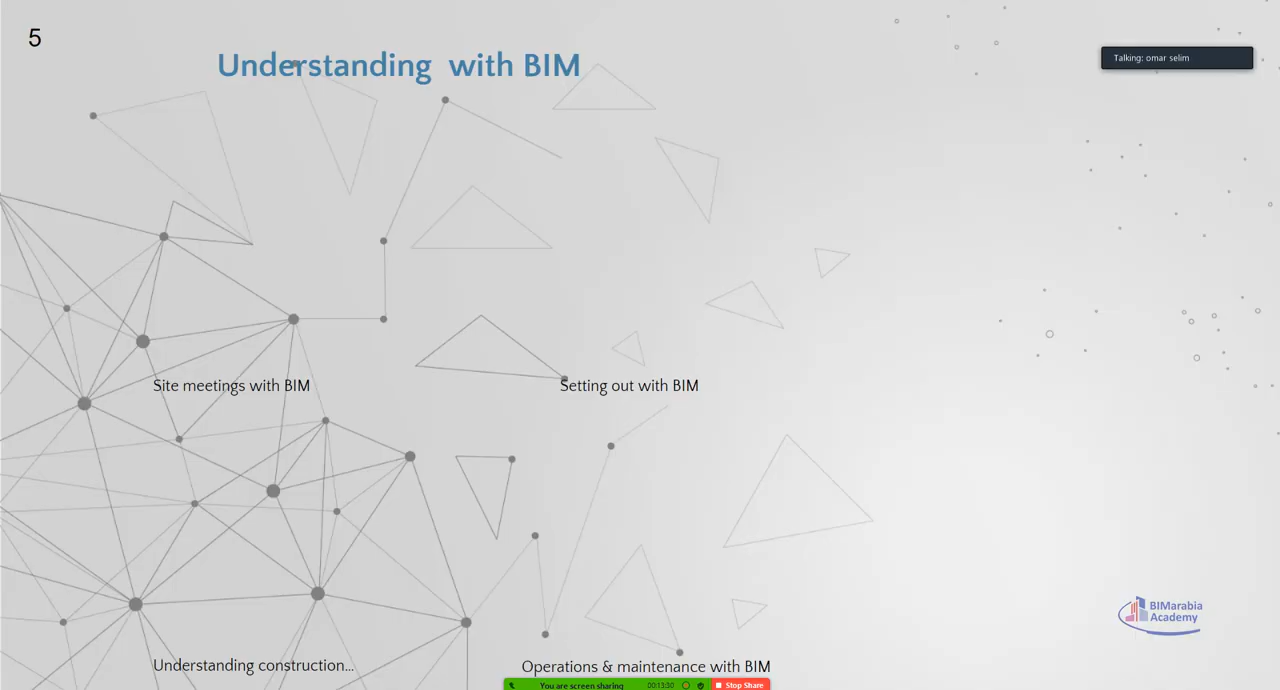 5
Understanding with BIM
Talking: omar selim
Site meetings with BIM
Setting out with BIM
BIMarabia
Academy
Understanding construction...
Operations & maintenance with BIM
You are screen sharing
00:15:30
Stop Share